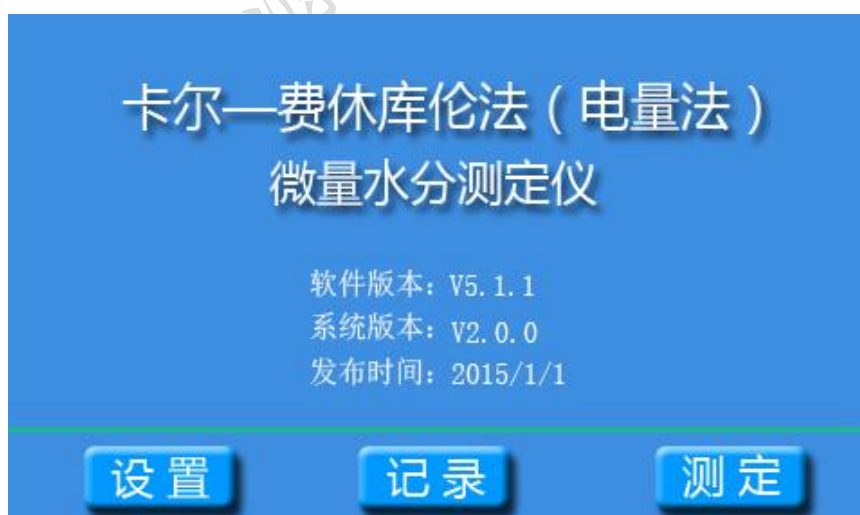 卡尔—费休库伦法（电量法）
微量水分测定仪
软件版本：V5.1.1
系统版本：V2.0.0
发布时间：2015/1/1
设置 记录 测定